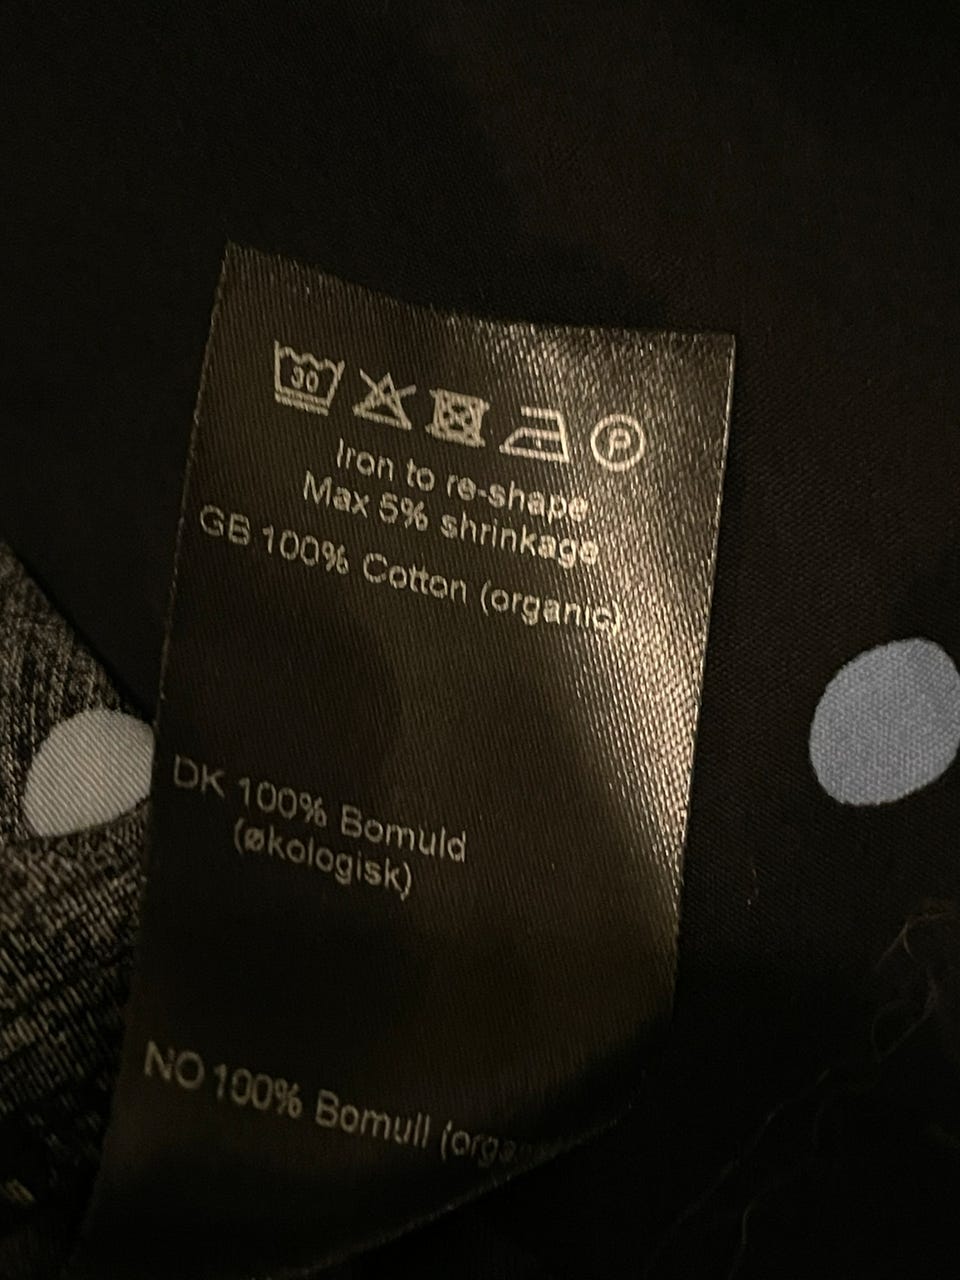 30
P
Iron to re-shape
Max 5% shrinkage
GB 100% Cotton (organic)
DK 100% Bomuld
(økologisk)
NO 100% Bomull